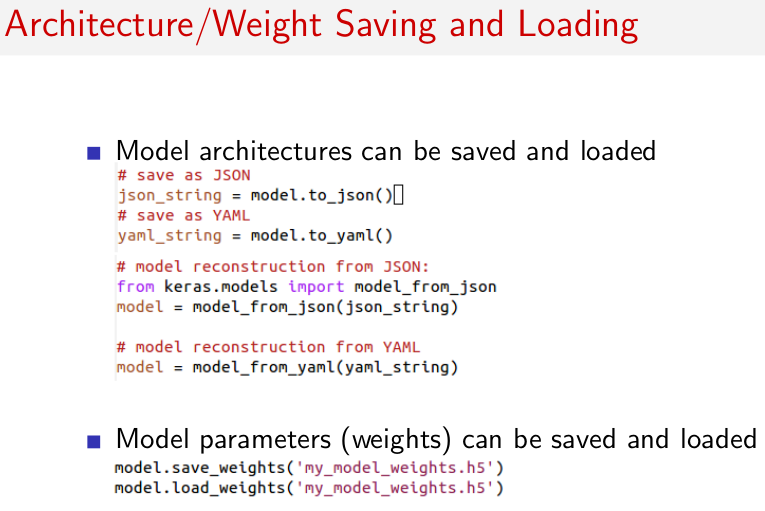 Architecture/Weight Saving and Loading
Model architectures can be saved and loaded
# save as JSON
json_string = model.to_json()
# save as YAML
yaml_string = model.to_yaml()
# model reconstruction from JSON:
from keras.models import model_from_json
model = model_from_json(json_string)
# model reconstruction from YAML
model = model_from_yaml(yaml_string)
Model parameters (weights) can be saved and loaded
model.save_weights('my_model_weights.h5')
model.load_weights('my_model_weights.h5')